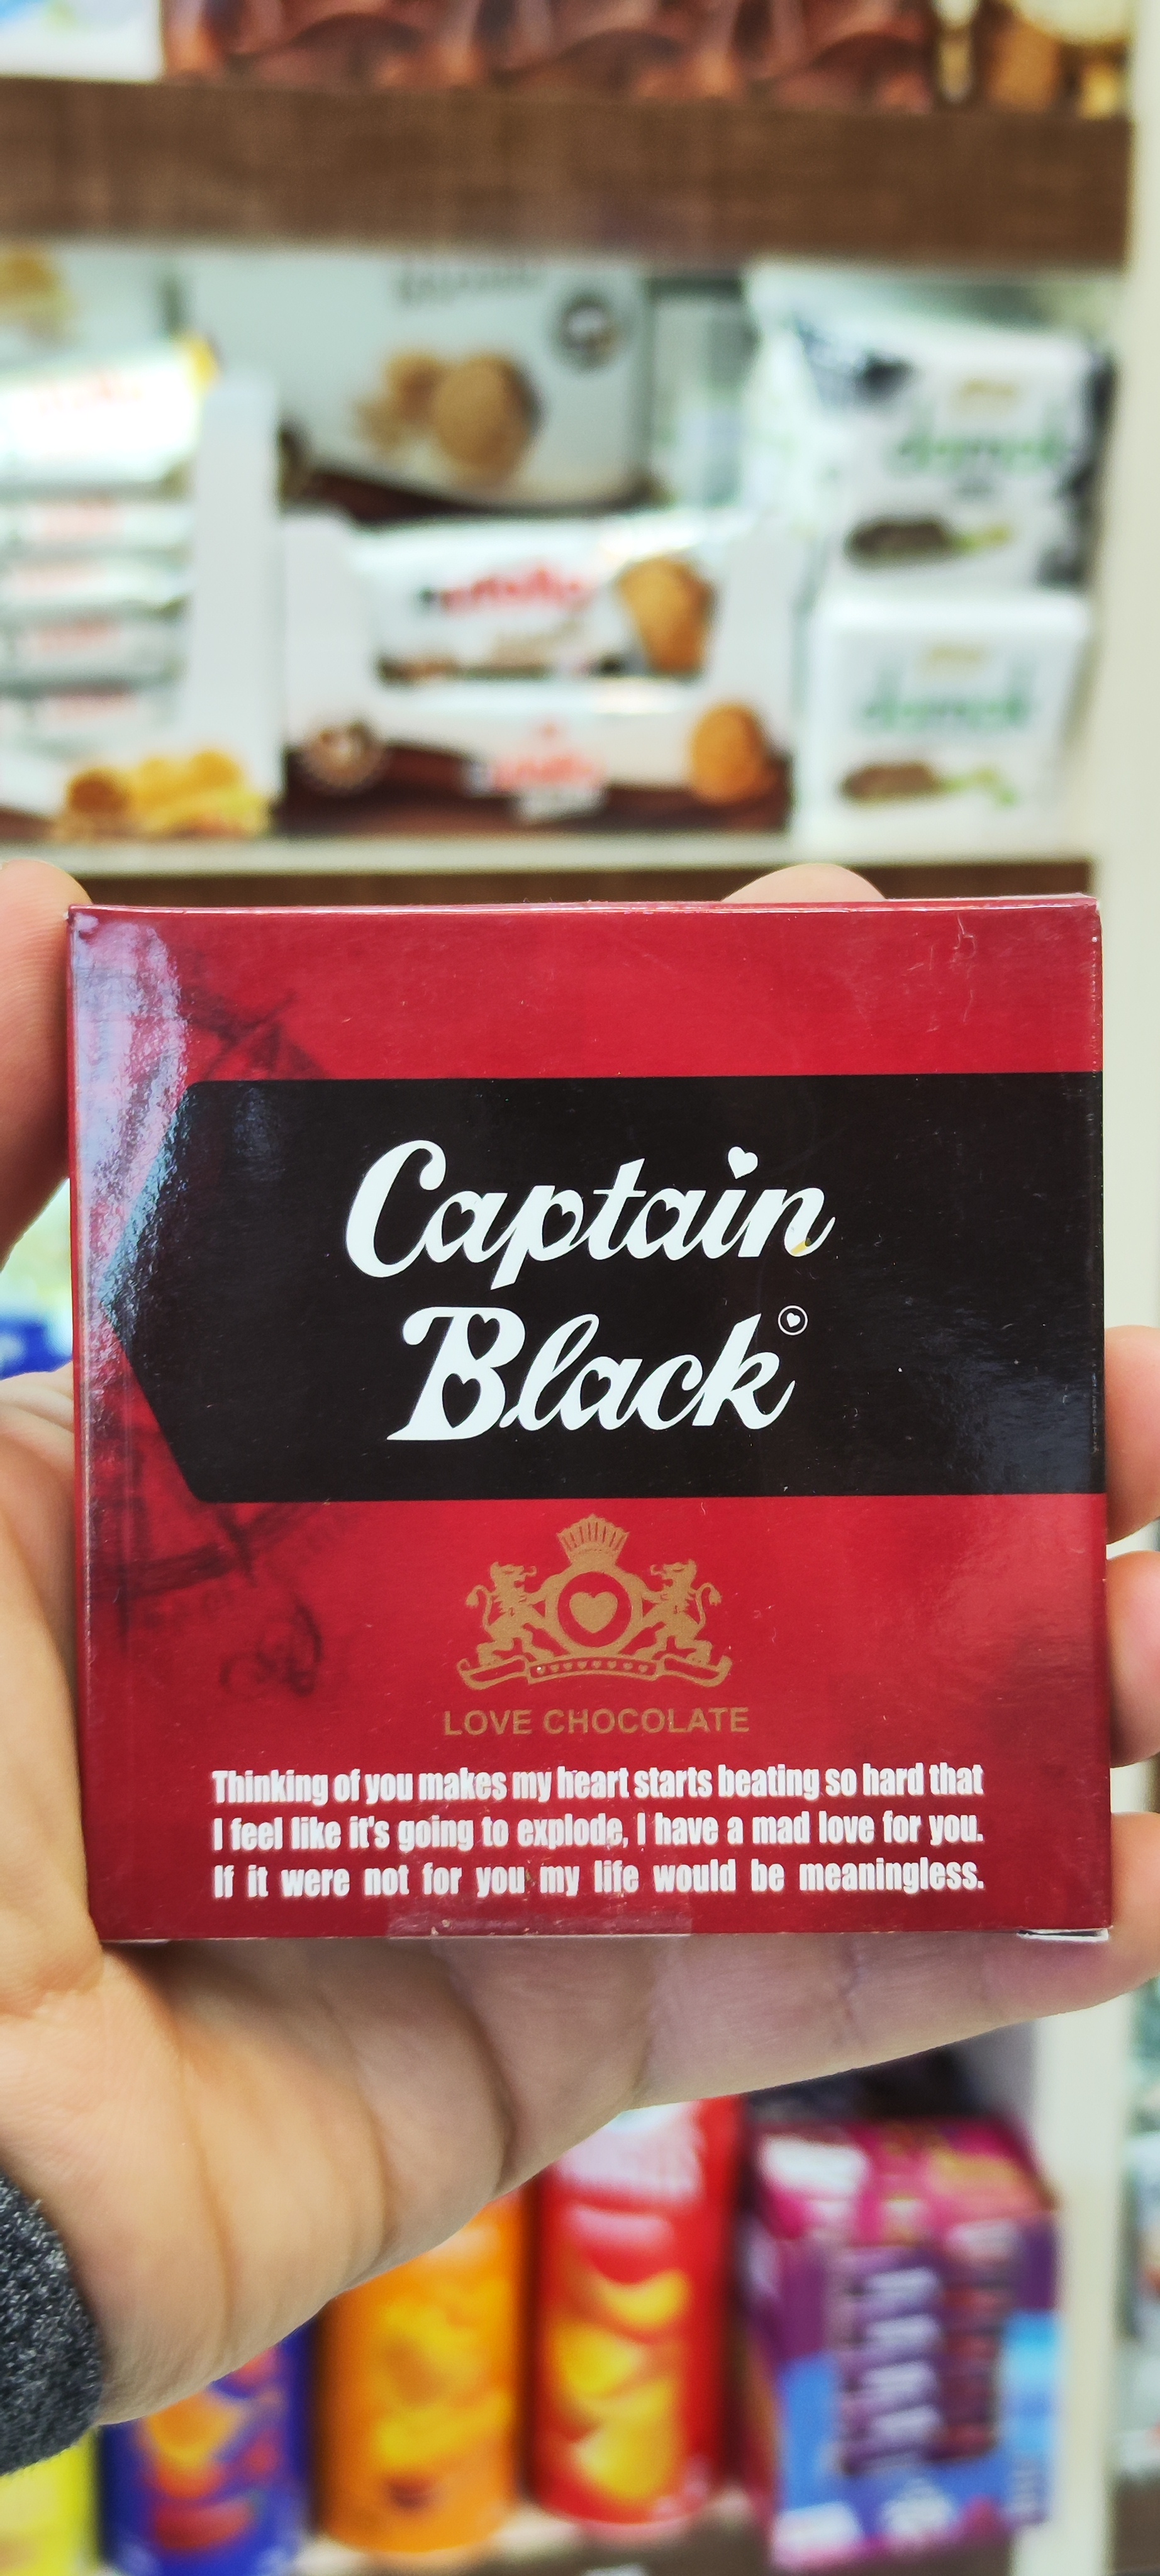 Captain
Black
LOVE CHOCOLATE
Thinking of you makes my heart starts beating so hard that
I feel like it's going to explode, I have a mad love for you.
If it were not for you my life would be meaningless.